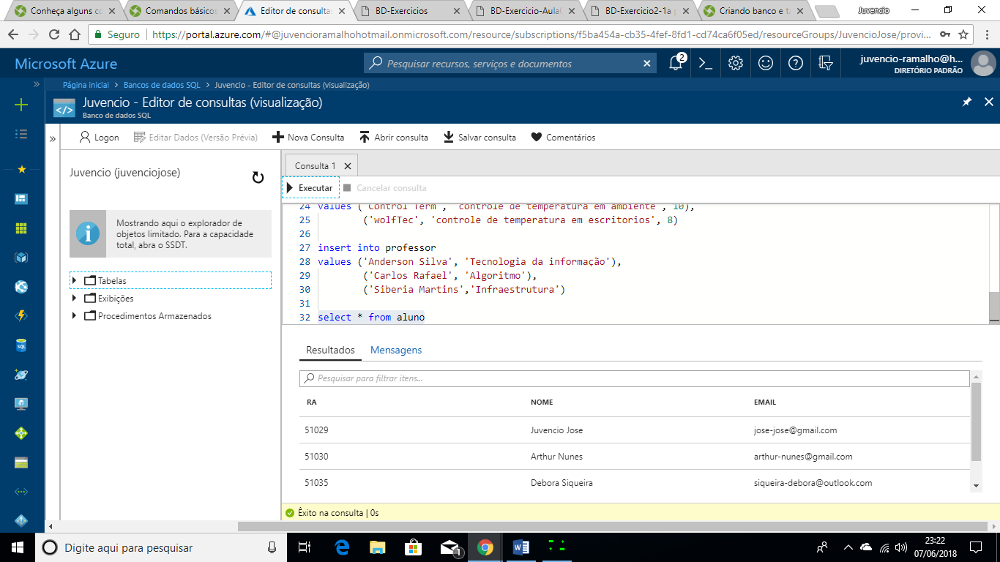 Conheça alguns co
Comandos básicos
Editor de consultas
BD-Exercicios
BD-Exercicio-Aula0
BD-Exercicio2-1a p
Criando banco e ta
Juvencio
Seguro
https://portal.azure.com/#@juvencioramalhohotmail.onmicrosoft.com/resource/subscriptions/f5ba454a-cb35-4fef-8fd1-cd74ca6f05ed/resourceGroups/JuvencioJose/provi...
Microsoft Azure
Pesquisar recursos, serviços e documentos
2
juvencio-ramalho@h...
DIRETÓRIO PADRÃO
Página inicial > Bancos de dados SQL > Juvencio - Editor de consultas (visualização)
Juvencio - Editor de consultas (visualização)
Banco de dados SQL
Logon
Editar Dados (Versão Prévia)
Nova Consulta
Abrir consulta
Salvar consulta
Comentários
Juvencio (juvenciojose)
Mostrando aqui o explorador de
objetos limitado. Para a capacidade
total, abra o SSDT.
Tabelas
Exibições
Procedimentos Armazenados
SQL
Consulta 1
Executar
Cancelar consulta
24 values ('Control Term', 'controle de temperatura em ambiente', 10),
25 ('wolfTec', 'controle de temperatura em escritorios', 8)
26
27 insert into professor
28 values ('Anderson Silva', 'Tecnologia da informação'),
29 ('Carlos Rafael', 'Algoritmo'),
30 ('Siberia Martins','Infraestrutura')
31
32 select * from aluno
Resultados
Mensagens
Pesquisar para filtrar itens...
RA NOME EMAIL
51029 Juvencio Jose jose-jose@gmail.com
51030 Arthur Nunes arthur-nunes@gmail.com
51035 Debora Siqueira siqueira-debora@outlook.com
Êxito na consulta | 0s
Digite aqui para pesquisar
1
23:22
07/06/2018